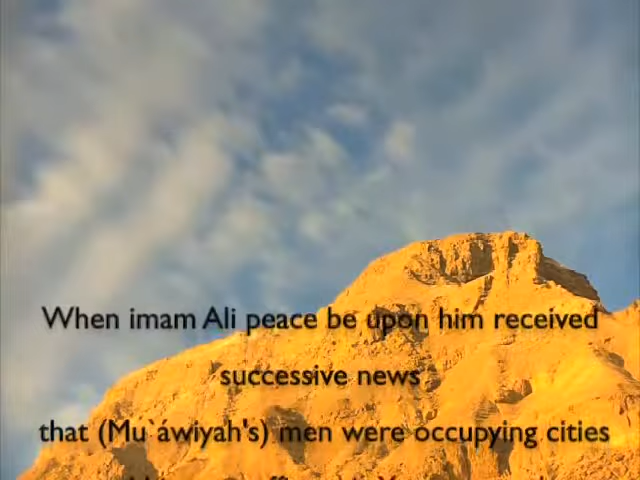 When imam Ali peace be upon him received
successive news
that (Mu`áwiyah's) men were occupying cities